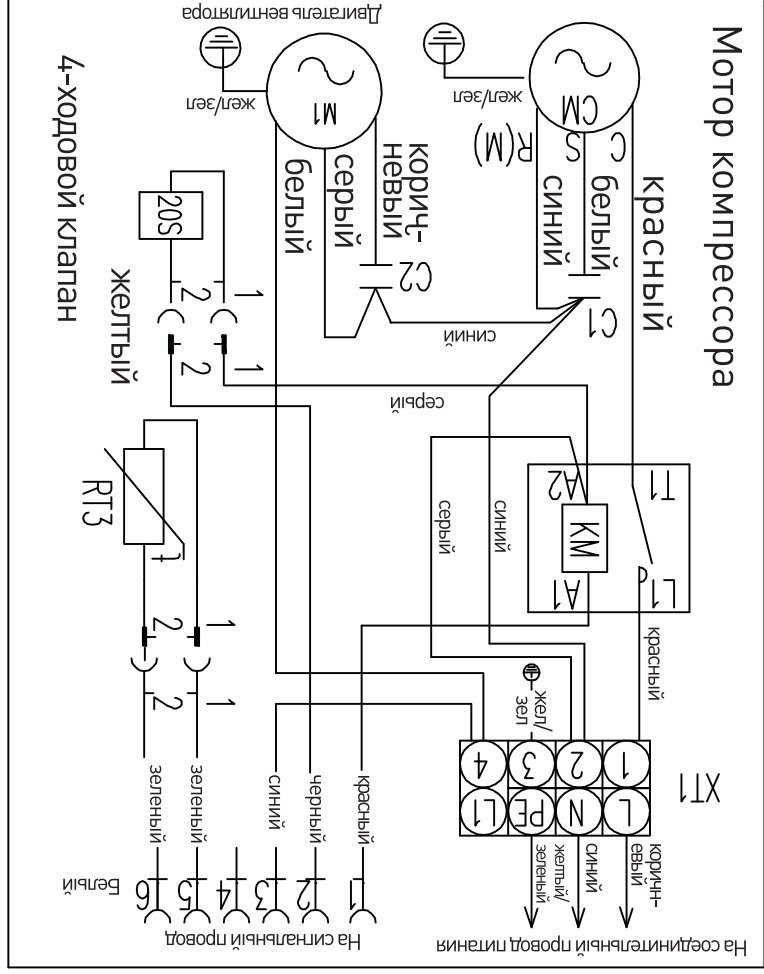 Двигатель вентилятора
Мотор компрессора
4-ходовой клапан
жел/зел
жел/зел
M1
CM
C
S
R(M)
корич-
невый
серый
белый
красный
белый
синий
20S
C2
C1
желтый
1
2
1
2
синий
серый
RT3
t
T1
A2
KM
L1
A1
синий
серый
красный
1
2
1
2
жел/
зел
4
3
2
1
L1
PE
N
L
XT1
зеленый
зеленый
синий
черный
красный
желтый/
зеленый
синий
коричн-
евый
Белый
6
5
4
3
2
1
На сигнальный провод
На соединительный провод питания